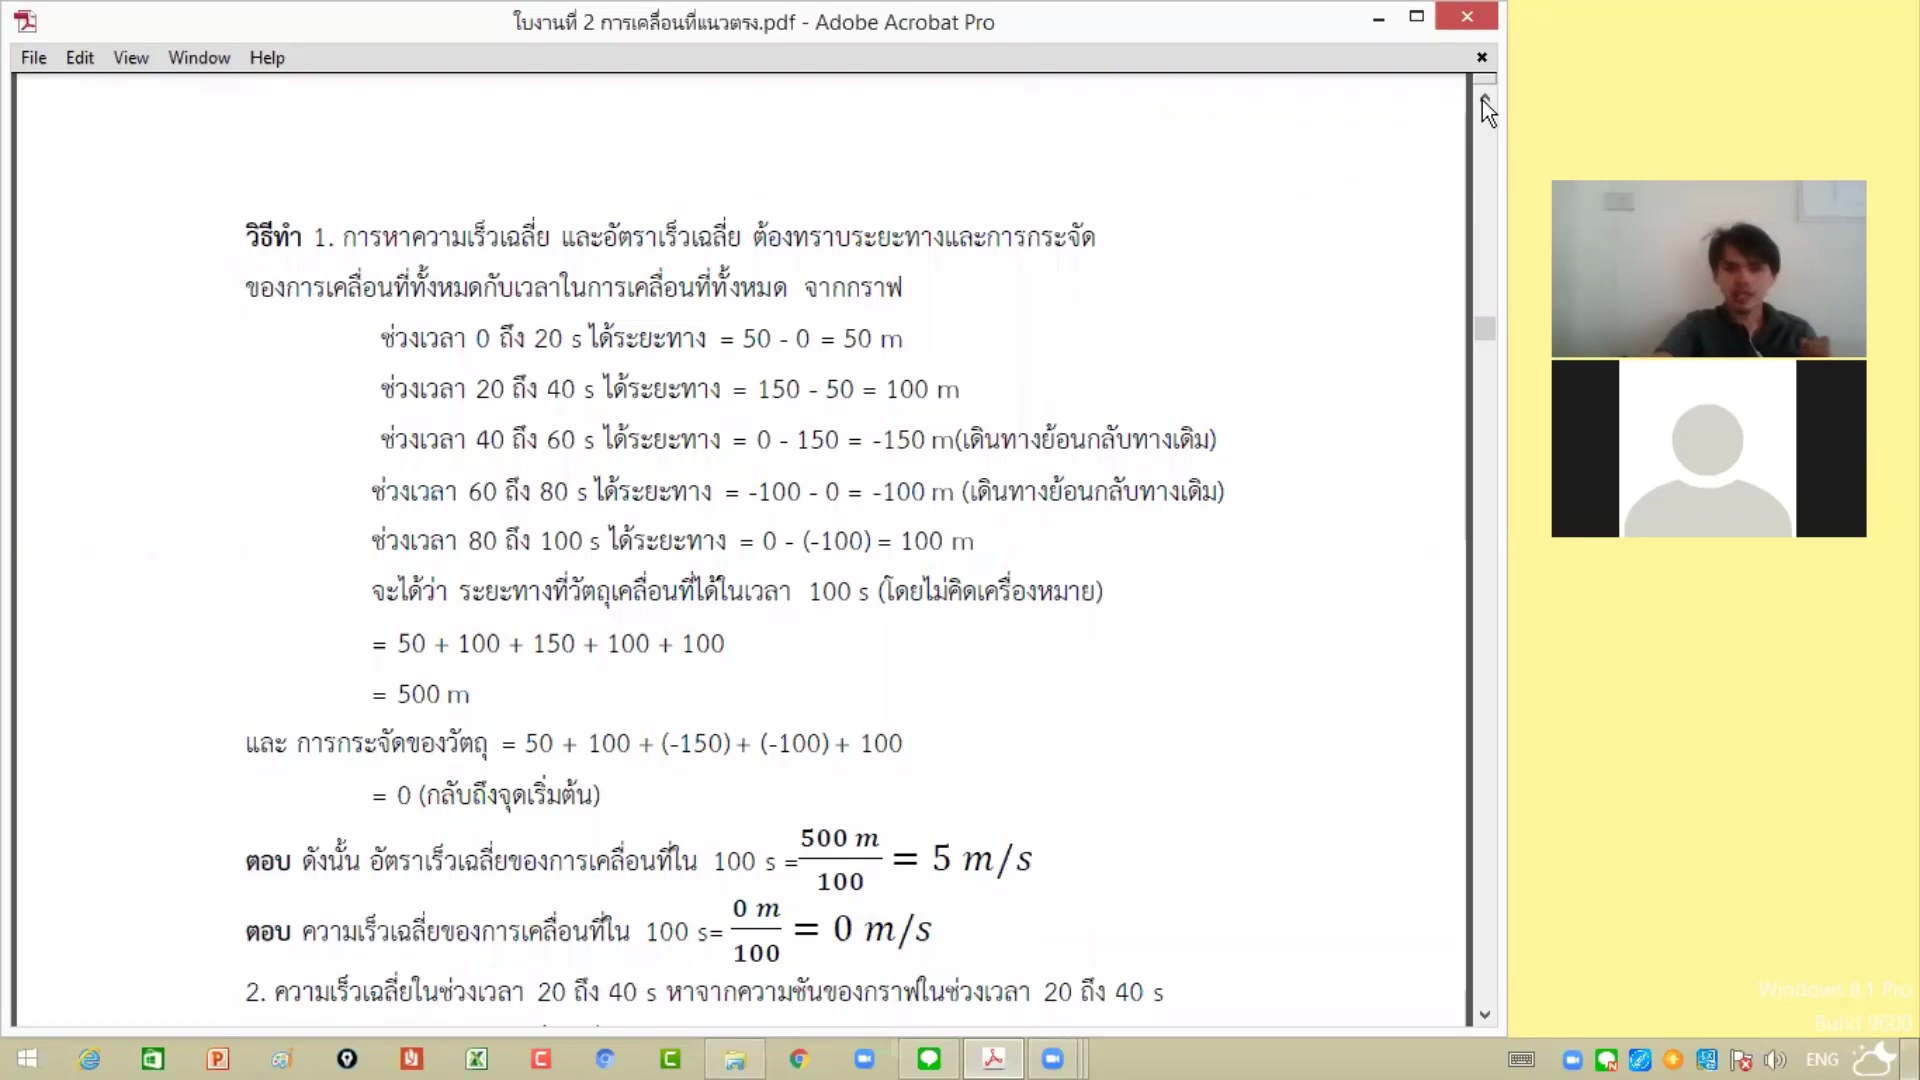 ใบงานที่ 2 การเคลื่อนที่แนวตรง.pdf - Adobe Acrobat Pro
File Edit View Window Help
วิธีทำ 1. การหาความเร็วเฉลี่ย และอัตราเร็วเฉลี่ย ต้องทราบระยะทางและการกระจัด
ของการเคลื่อนที่ทั้งหมดกับเวลาในการเคลื่อนที่ทั้งหมด จากกราฟ
ช่วงเวลา 0 ถึง 20 s ได้ระยะทาง = 50 - 0 = 50 m
ช่วงเวลา 20 ถึง 40 s ได้ระยะทาง = 150 - 50 = 100 m
ช่วงเวลา 40 ถึง 60 s ได้ระยะทาง = 0 - 150 = -150 m(เดินทางย้อนกลับทางเดิม)
ช่วงเวลา 60 ถึง 80 s ได้ระยะทาง = -100 - 0 = -100 m (เดินทางย้อนกลับทางเดิม)
ช่วงเวลา 80 ถึง 100 s ได้ระยะทาง = 0 - (-100) = 100 m
จะได้ว่า ระยะทางที่วัตถุเคลื่อนที่ได้ในเวลา 100 s (โดยไม่คิดเครื่องหมาย)
= 50 + 100 + 150 + 100 + 100
= 500 m
และ การกระจัดของวัตถุ = 50 + 100 + (-150) + (-100) + 100
= 0 (กลับถึงจุดเริ่มต้น)
ตอบ ดังนั้น อัตราเร็วเฉลี่ยของการเคลื่อนที่ใน 100 s = 500 m / 100 = 5 m/s
ตอบ ความเร็วเฉลี่ยของการเคลื่อนที่ใน 100 s= 0 m / 100 = 0 m/s
2. ความเร็วเฉลี่ยในช่วงเวลา 20 ถึง 40 s หาจากความชันของกราฟในช่วงเวลา 20 ถึง 40 s
Windows 8.1 Pro
Build 9600
ENG